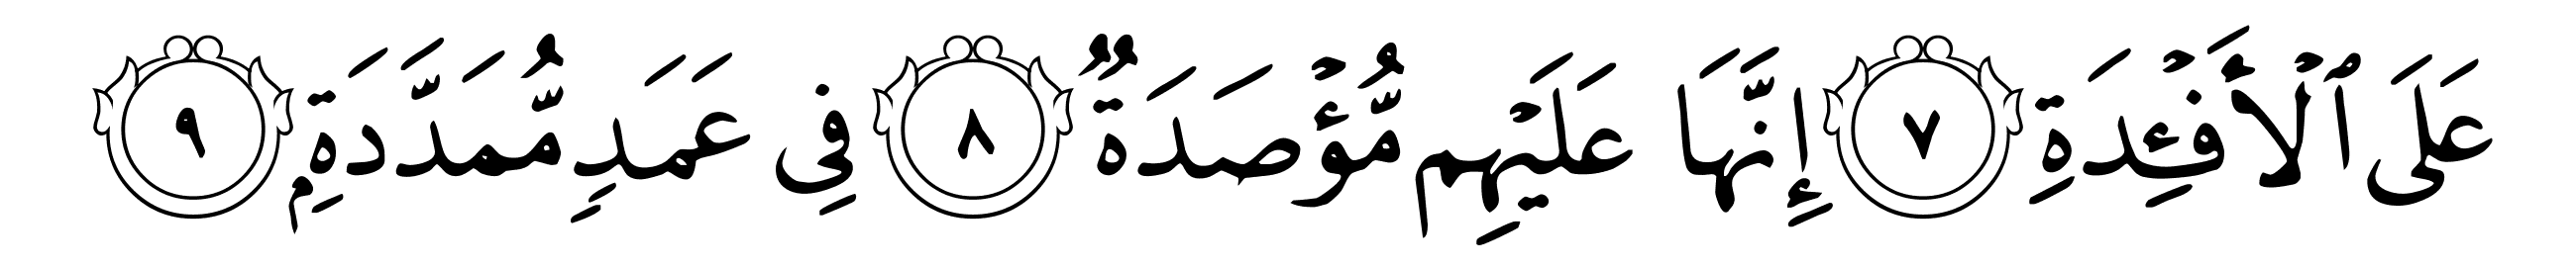 عَلَى ٱلْأَفْـِٔدَةِ ٧ إِنَّهَا عَلَيْهِم مُّؤْصَدَةٌ ٨ فِى عَمَدٍ مُّمَدَّدَةِۭ ٩